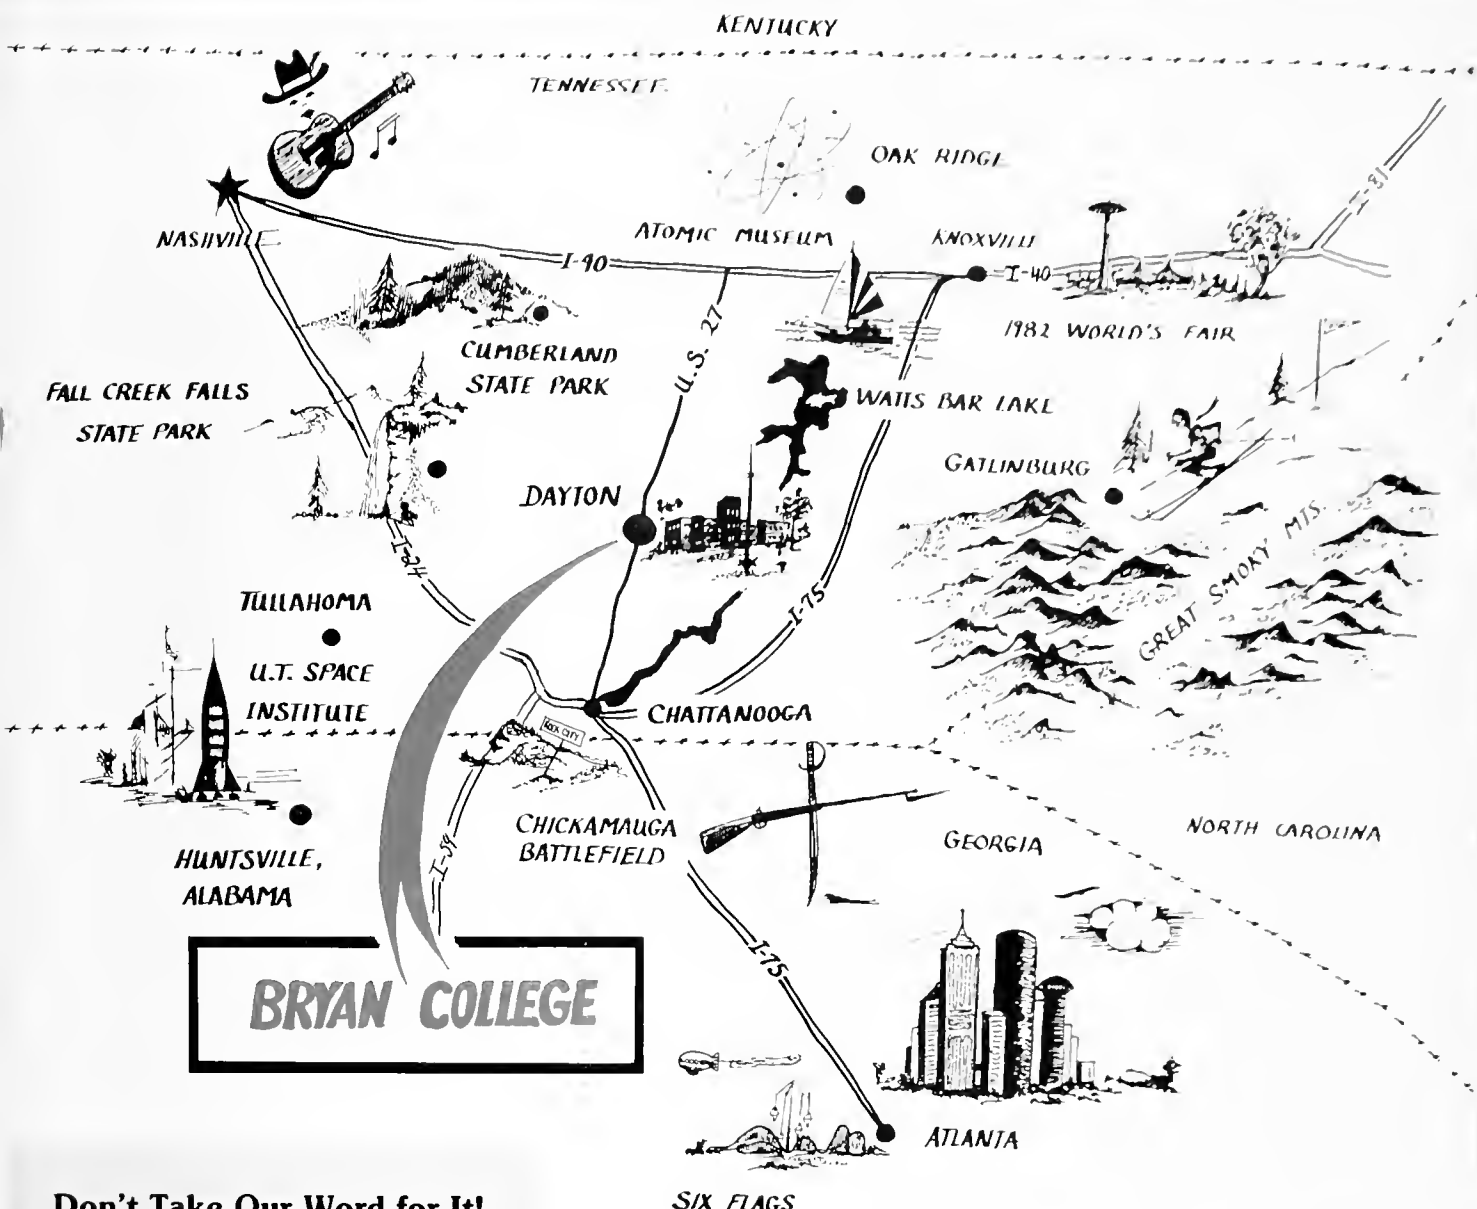 KENTUCKY
TENNESSEE
OAK RIDGE
NASHVILLE
ATOMIC MUSEUM
KNOXVILLE
I-81
I-40
I-40
U.S. 27
1982 WORLD'S FAIR
CUMBERLAND
STATE PARK
FALL CREEK FALLS
STATE PARK
WATTS BAR LAKE
GATLINBURG
DAYTON
GREAT SMOKY MTS.
I-24
I-75
TULLAHOMA
U.T. SPACE
INSTITUTE
CHATTANOOGA
ROCK CITY
CHICKAMAUGA
BATTLEFIELD
I-59
GEORGIA
NORTH CAROLINA
HUNTSVILLE,
ALABAMA
BRYAN COLLEGE
I-75
ATLANTA
SIX FLAGS
Don't Take Our Word for It!